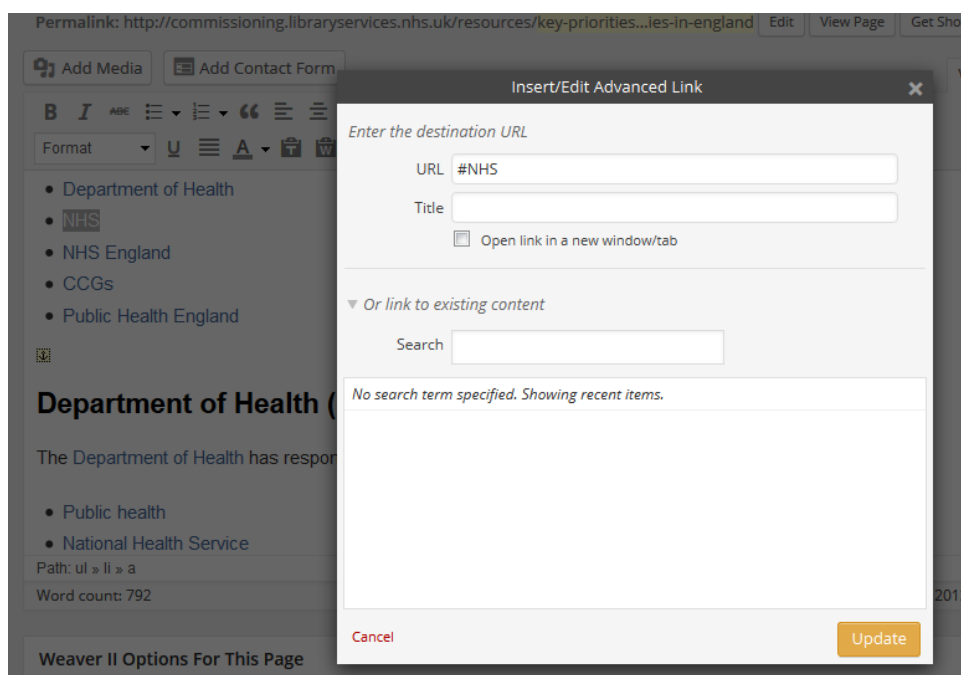 Permalink: http://commissioning.libraryservices.nhs.uk/resources/key-priorities...ies-in-england Edit View Page Get Sho
Add Media Add Contact Form
Insert/Edit Advanced Link
B I ABC
Enter the destination URL
Format U A T W
URL #NHS
Department of Health
Title
NHS
Open link in a new window/tab
NHS England
CCGs
Or link to existing content
Public Health England
Search
No search term specified. Showing recent items.
Department of Health (
The Department of Health has respon
Public health
National Health Service
Path: ul » li » a
Word count: 792 201
Cancel Update
Weaver II Options For This Page